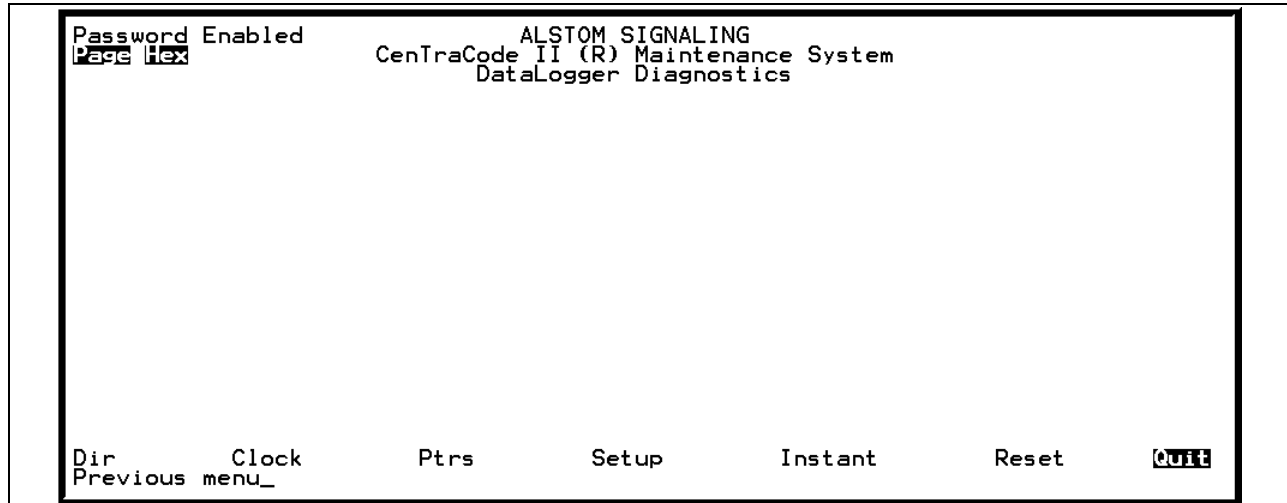 Password Enabled ALSTOM SIGNALING
Page Hex CenTraCode II (R) Maintenance System
DataLogger Diagnostics
Dir Clock Ptrs Setup Instant Reset Quit
Previous menu_